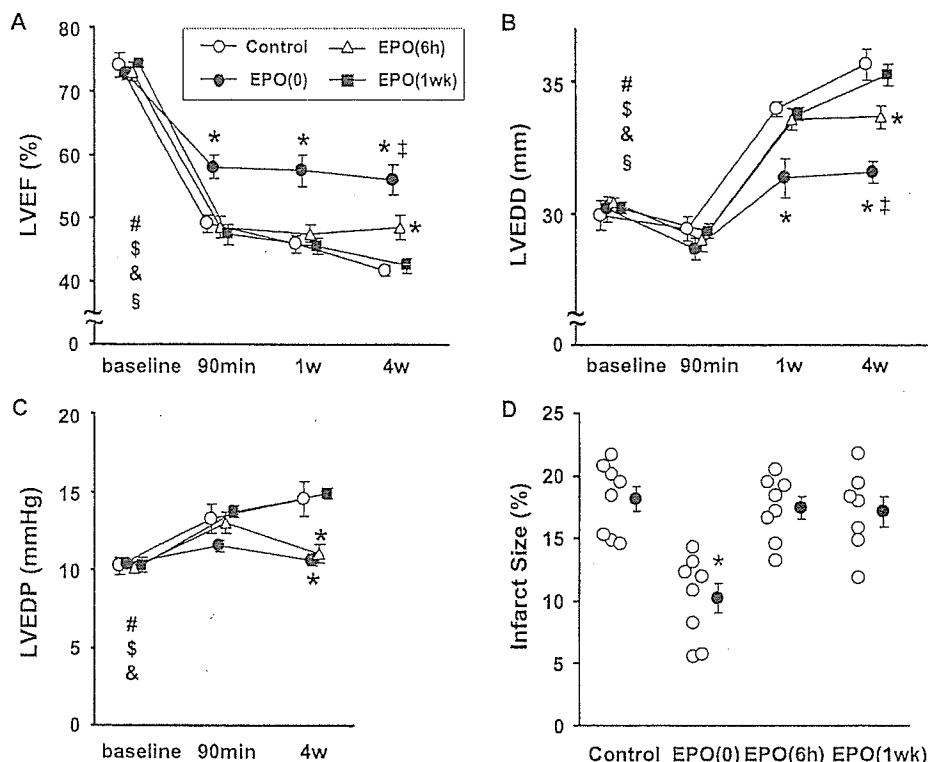 A
80
70
60
50
40
0
LVEF (%)
Control
EPO(6h)
EPO(0)
EPO(1wk)
*
*
* ‡
*
#
$
&
§
baseline 90min 1w 4w
B
35
30
0
LVEDD (mm)
#
$
&
§
*
*
* ‡
baseline 90min 1w 4w
C
20
15
10
5
0
LVEDP (mmHg)
*
*
#
$
&
baseline 90min 4w
D
25
20
15
10
5
0
Infarct Size (%)
*
Control EPO(0) EPO(6h) EPO(1wk)